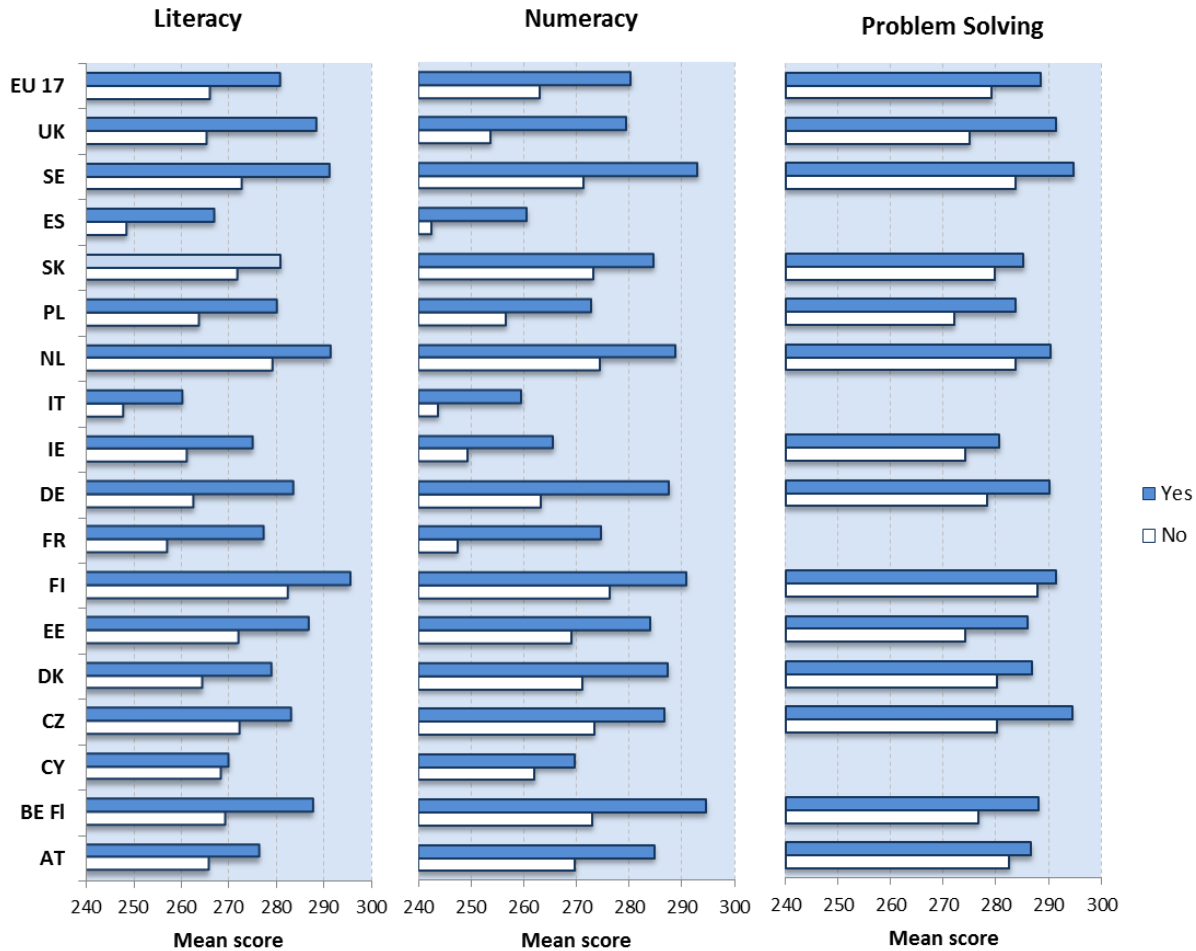 Literacy
Numeracy
Problem Solving
EU 17
UK
SE
ES
SK
PL
NL
IT
IE
DE
FR
FI
EE
DK
CZ
CY
BE Fl
AT
Yes
No
240 250 260 270 280 290 300
240 250 260 270 280 290 300
240 250 260 270 280 290 300
Mean score
Mean score
Mean score